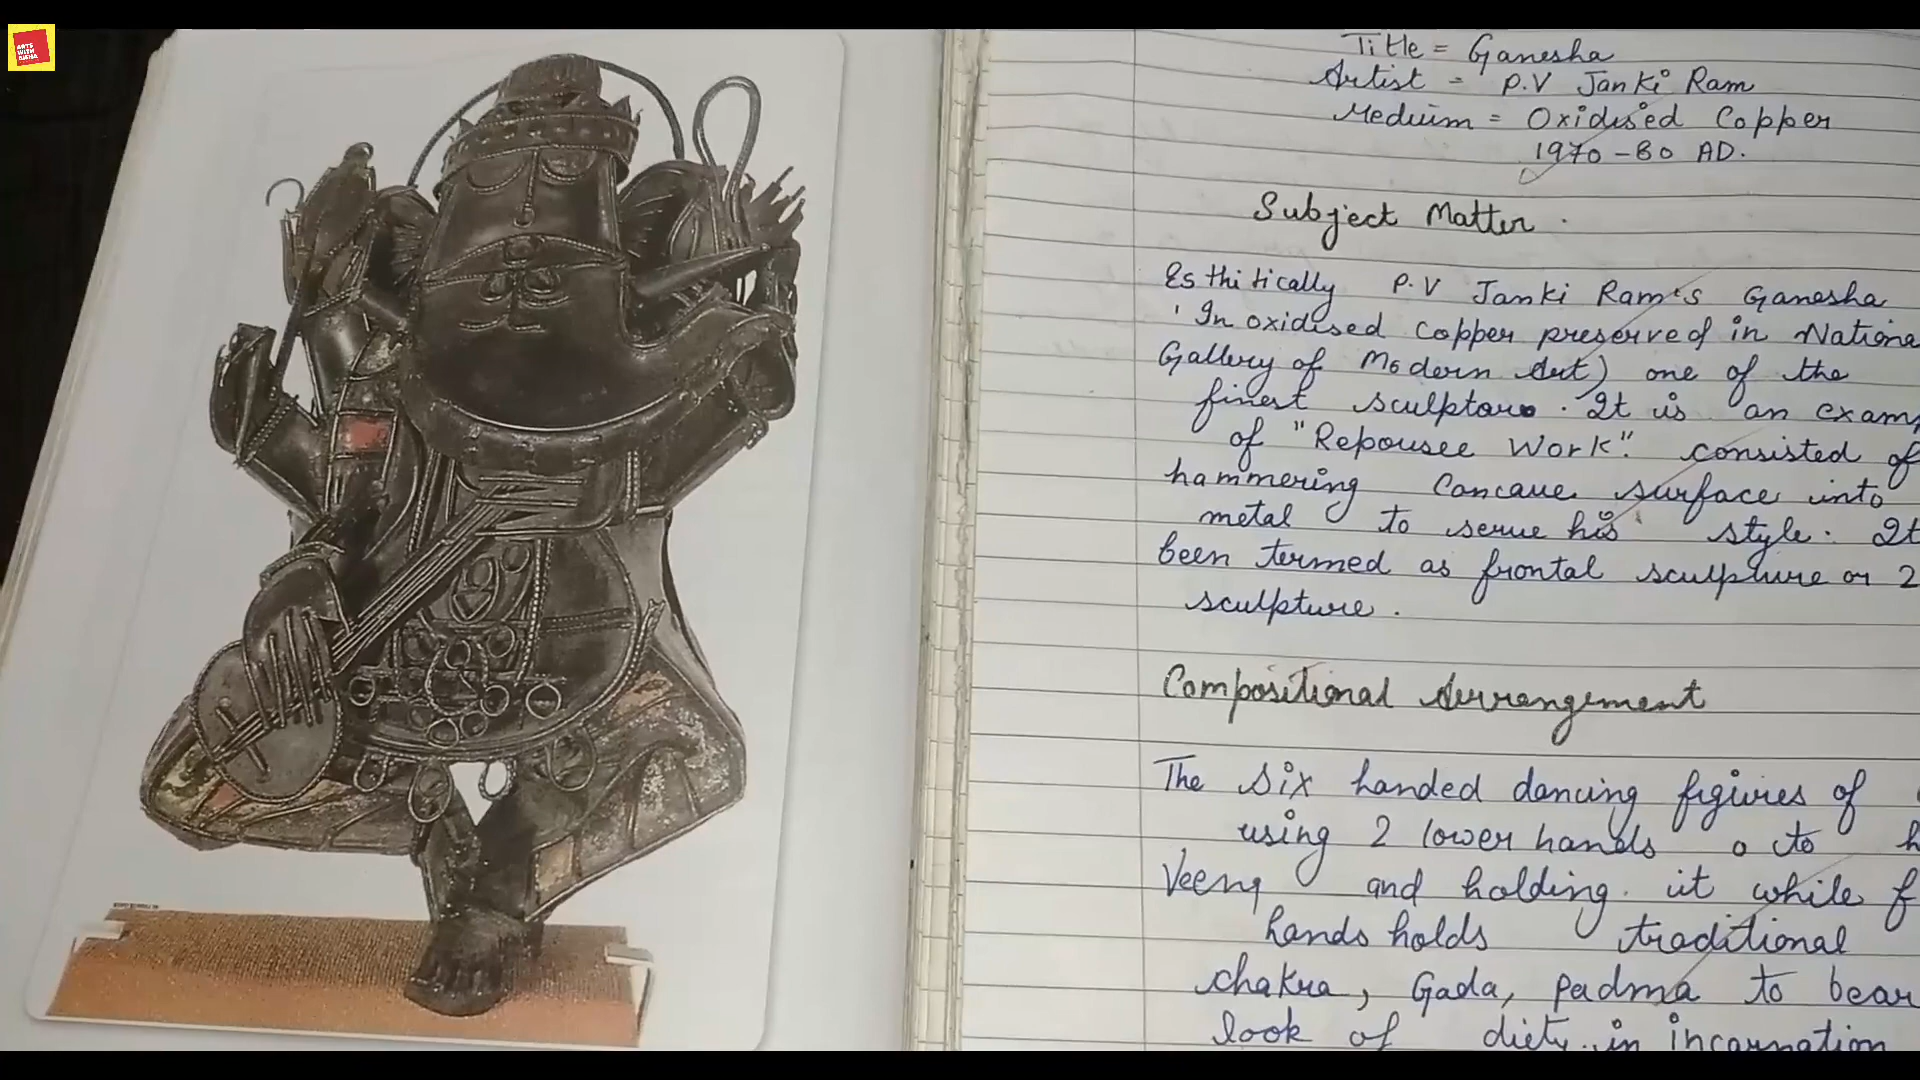 ARTS
WITH
Title = Ganesha
Artist = P.V Janki Ram
Medium = Oxidised Copper
1970-80 AD.
Subject Matter
Esthitically P.V Janki Ram's Ganesha
In oxidised copper preserved in Nationa
Gallery of Modern Art) one of the
finest sculpture. It is an examp
of "Repousee Work". consisted of
hammering Concave surface into
metal to serve his style. It
been termed as frontal sculpture or 2
sculpture.
Compositional Arrangement
The six handed dancing figures of
using 2 lower hands to h
Veena and holding it while f
hands holds traditional
chakra, Gada, padma to bear
look of diety in incarnation